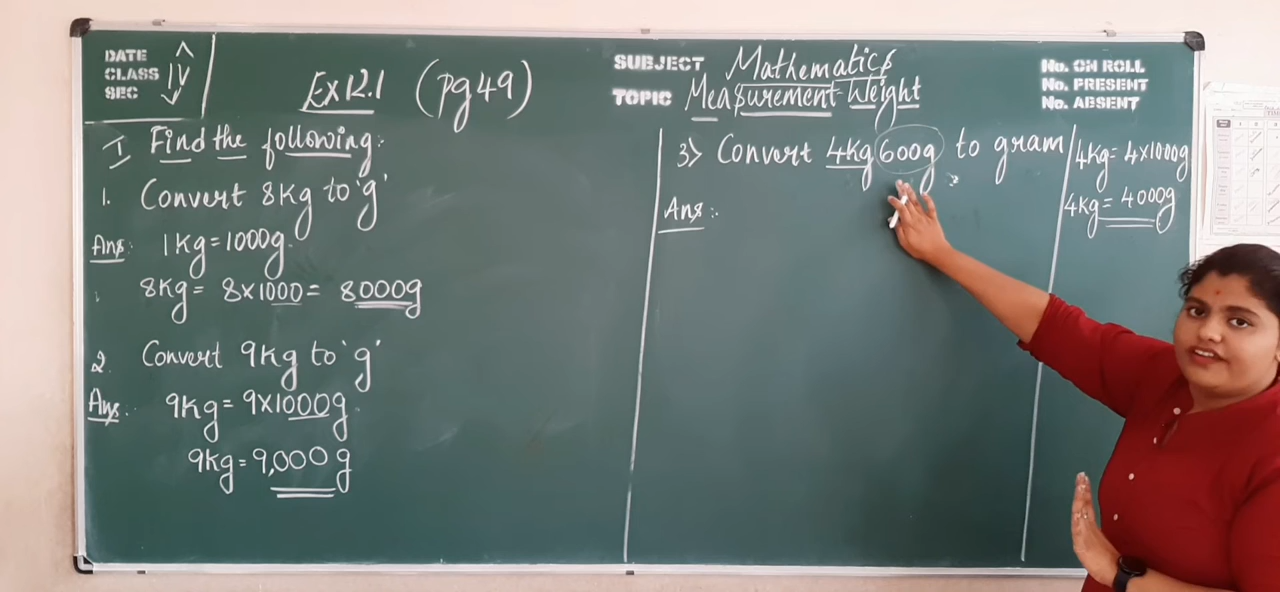 DATE
CLASS IV
SEC
Ex 12.1 (pg 49)
SUBJECT Mathematics
TOPIC Measurement Weight
No. ON ROLL
No. PRESENT
No. ABSENT
I Find the following:
1. Convert 8Kg to 'g'
Ans: 1Kg = 1000g.
8Kg = 8×1000 = 8000g
2. Convert 9Kg to 'g'
Ans: 9Kg = 9×1000g.
9Kg = 9,000g
3) Convert 4Kg 600g to gram
Ans:
4Kg = 4×1000g
4Kg = 4000g